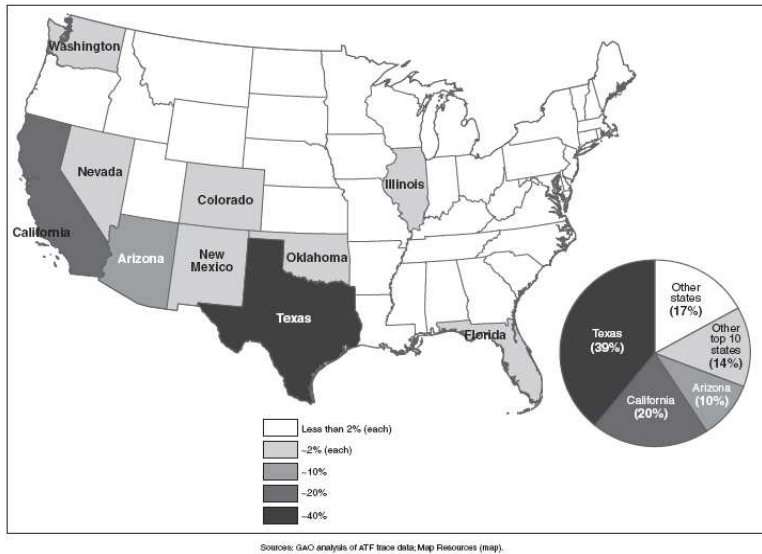 Washington
Nevada
Colorado
Illinois
California
Arizona
New
Mexico
Oklahoma
Texas
Florida
Other
states
(17%)
Other
top 10
states
(14%)
Arizona
(10%)
California
(20%)
Texas
(39%)
Less than 2% (each)
~2% (each)
~10%
~20%
~40%
Sources: GAO analysis of ATF trace data; Map Resources (map).